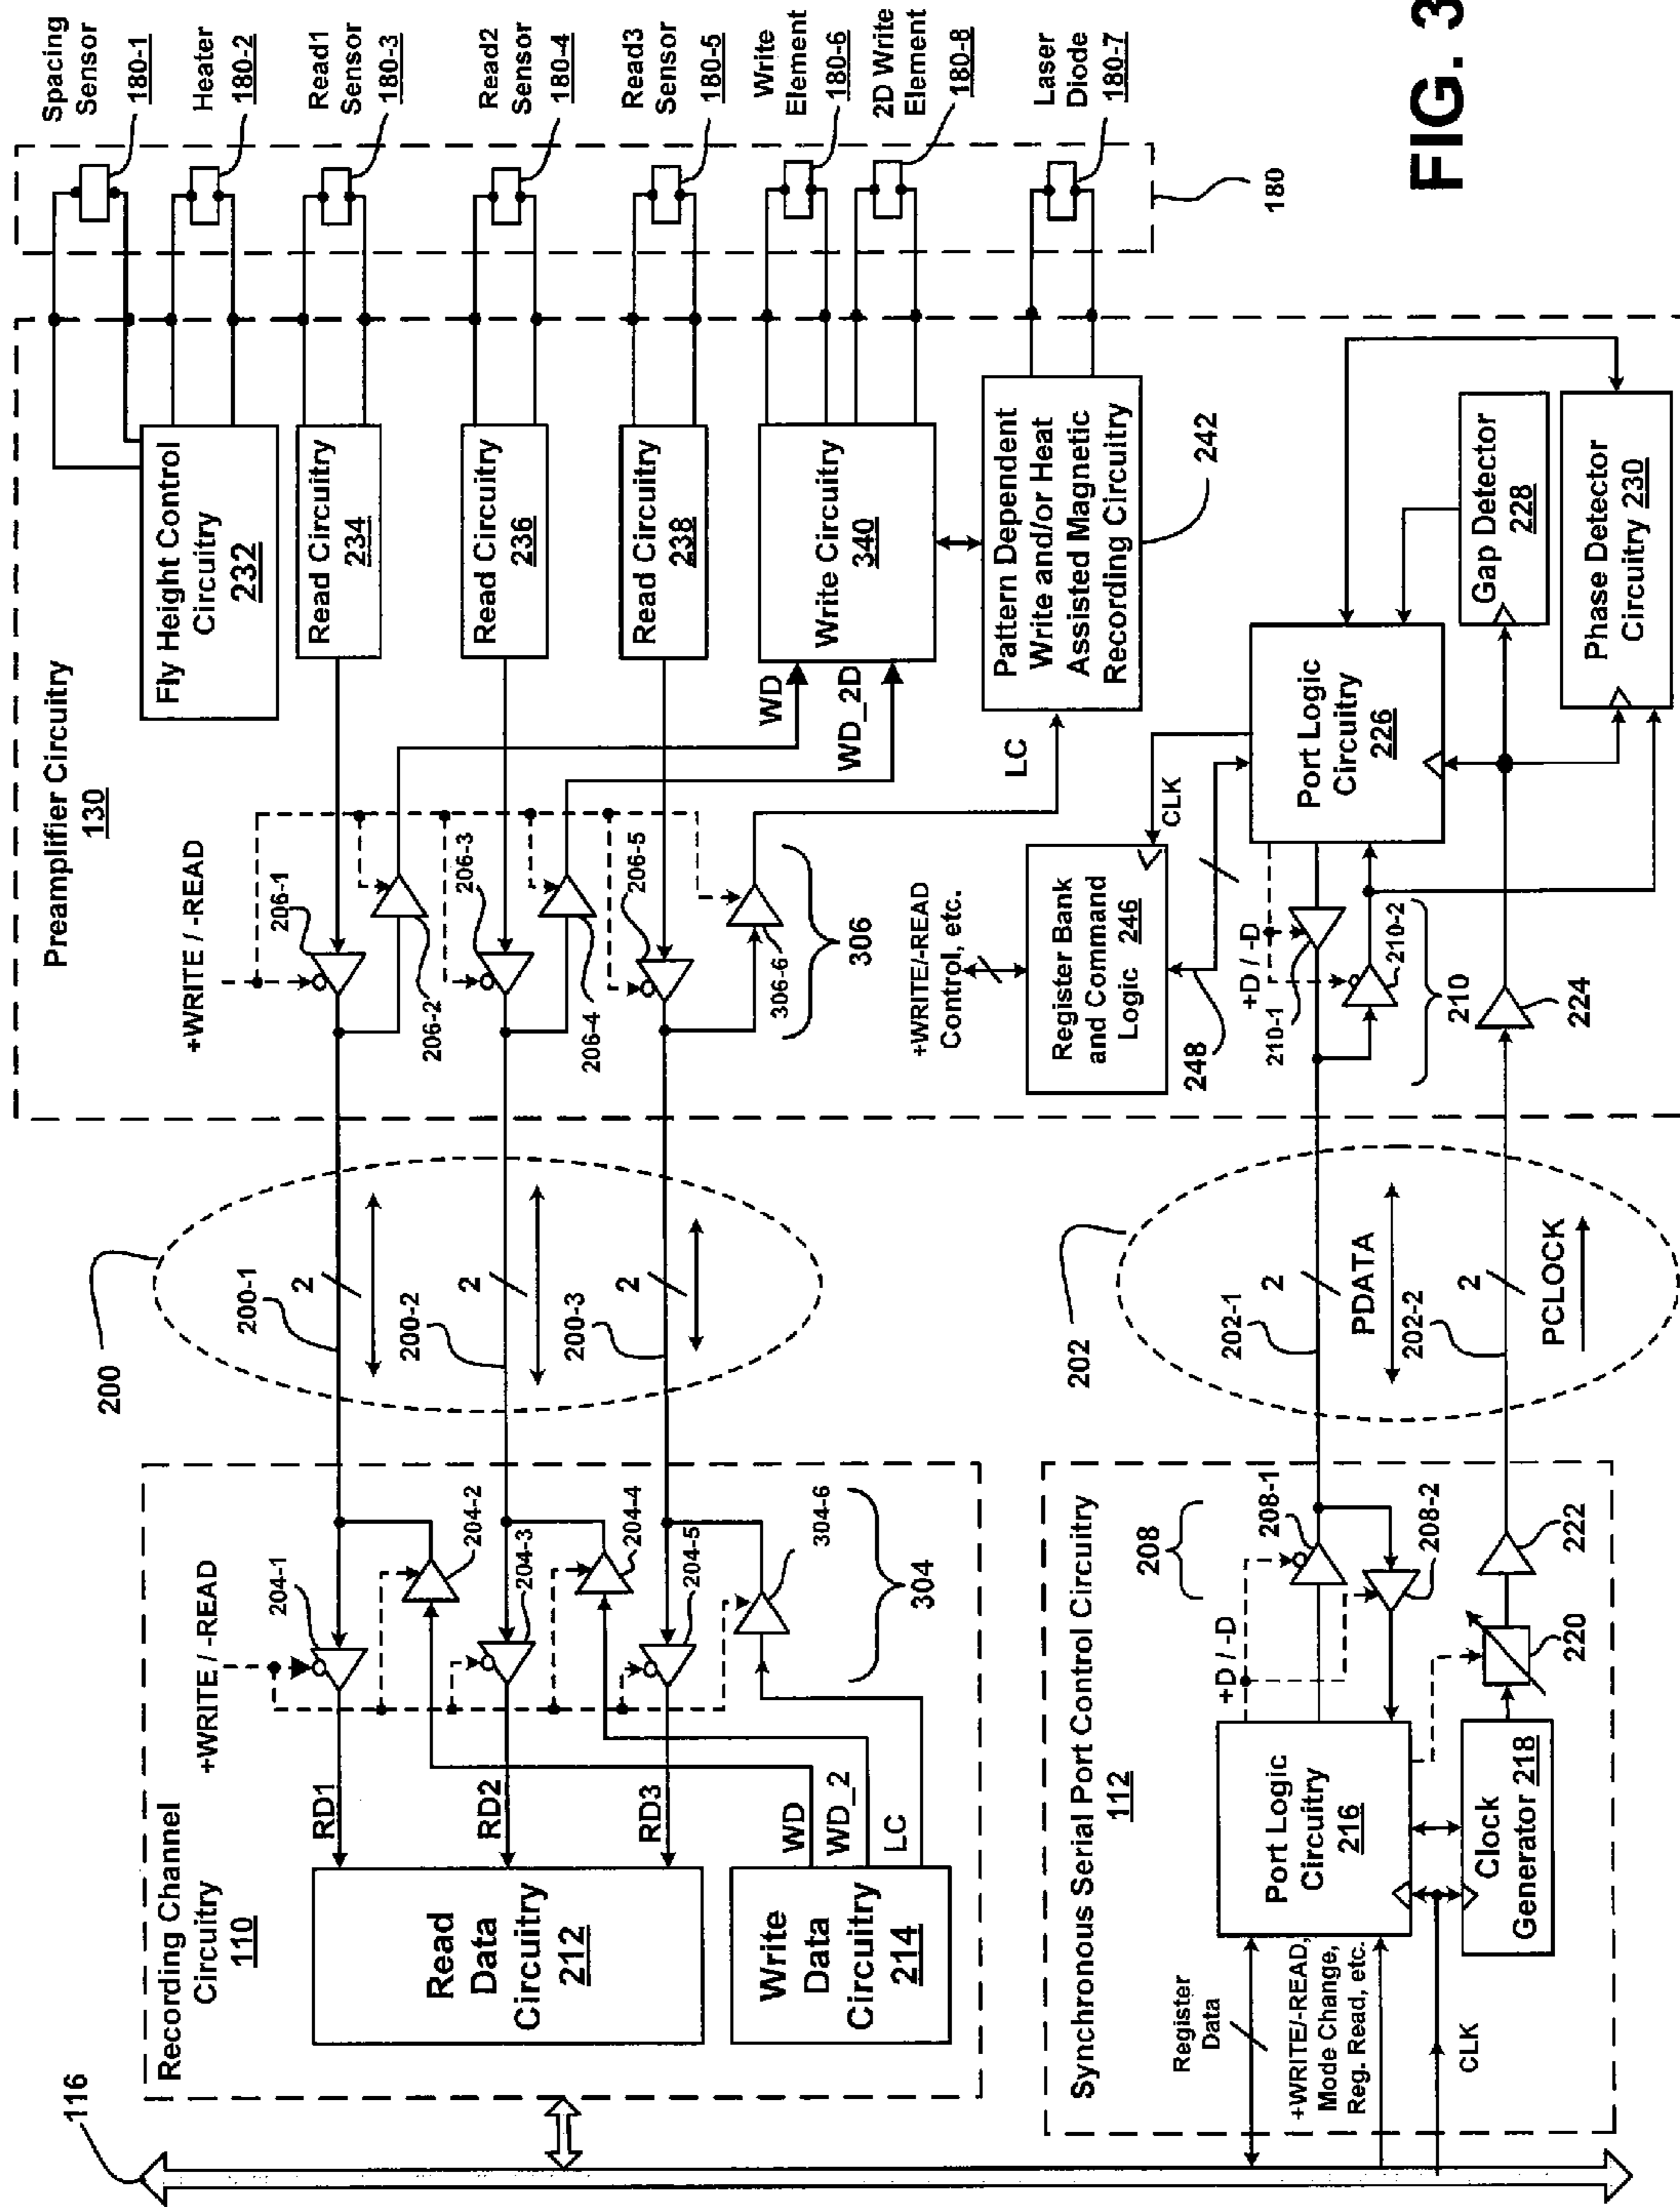 116
Recording Channel
Circuitry
110
+WRITE / -READ
204-1
RD1
204-2
RD2
204-3
204-4
RD3
204-5
304-6
304
Read
Data
Circuitry
212
Write
Data
Circuitry
214
WD
WD_2
LC
200
200-1
2
200-2
2
200-3
2
Preamplifier Circuitry
130
+WRITE / -READ
206-1
206-2
206-3
206-4
206-5
306-6
306
Fly Height Control
Circuitry
232
Read Circuitry
234
Read Circuitry
236
Read Circuitry
238
WD
WD_2D
Write Circuitry
340
LC
Pattern Dependent
Write and/or Heat
Assisted Magnetic
Recording Circuitry
242
Spacing
Sensor
180-1
Heater
180-2
Read1
Sensor
180-3
Read2
Sensor
180-4
Read3
Sensor
180-5
Write
Element
180-6
2D Write
Element
180-8
Laser
Diode
180-7
180
Synchronous Serial Port Control Circuitry
112
Register
Data
+WRITE/-READ,
Mode Change,
Reg. Read, etc.
CLK
Port Logic
Circuitry
216
Clock
Generator 218
+D / -D
208
208-1
208-2
220
222
202
202-1
2
PDATA
202-2
2
PCLOCK
+WRITE/-READ
Control, etc.
Register Bank
and Command
Logic 246
CLK
248
+D / -D
210-1
210-2
210
224
Port Logic
Circuitry
226
Gap Detector
228
Phase Detector
Circuitry 230
FIG. 3